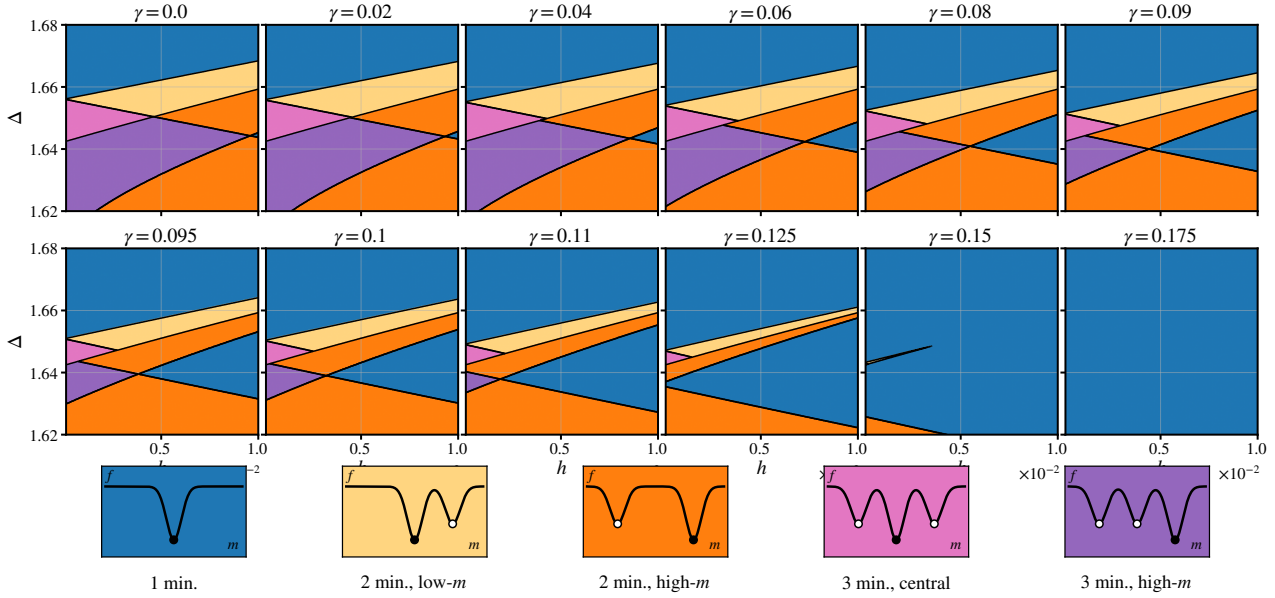 γ = 0.0 γ = 0.02 γ = 0.04 γ = 0.06 γ = 0.08 γ = 0.09
1.68
1.66
Δ
1.64
1.62
γ = 0.095 γ = 0.1 γ = 0.11 γ = 0.125 γ = 0.15 γ = 0.175
1.68
1.66
Δ
1.64
1.62
0.5 1.0 0.5 1.0 0.5 1.0 0.5 1.0 0.5 1.0 0.5 1.0
h h h h
×10⁻² ×10⁻²
f m f m f m f m f m
1 min. 2 min., low-m 2 min., high-m 3 min., central 3 min., high-m